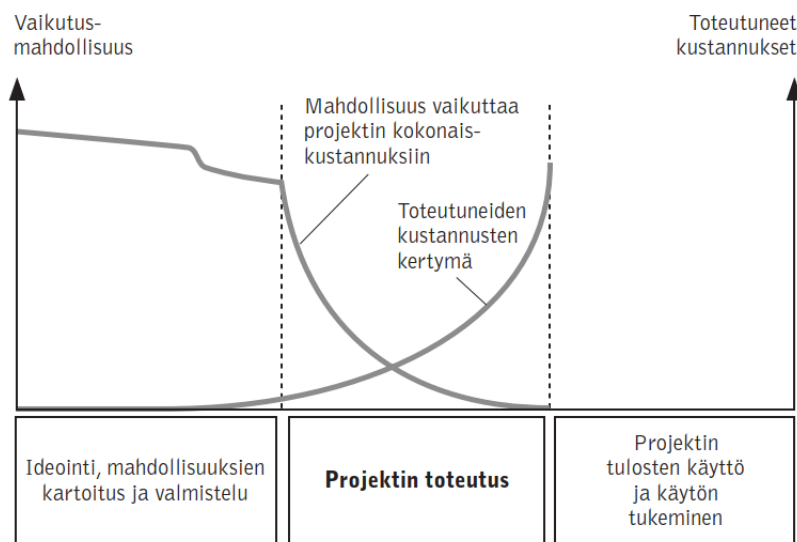 Vaikutus-
mahdollisuus
Toteutuneet
kustannukset
Mahdollisuus vaikuttaa
projektin kokonais-
kustannuksiin
Toteutuneiden
kustannusten
kertymä
Ideointi, mahdollisuuksien
kartoitus ja valmistelu
Projektin toteutus
Projektin
tulosten käyttö
ja käytön
tukeminen